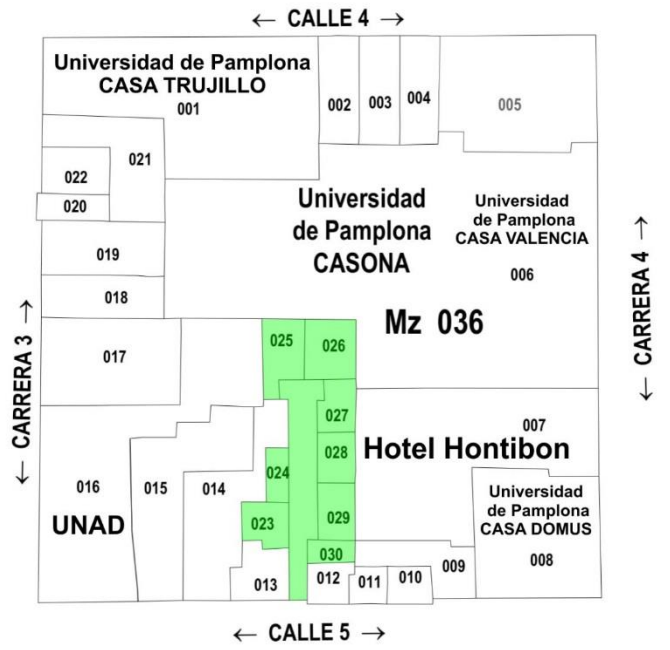 ← CALLE 4 →
Universidad de Pamplona
CASA TRUJILLO
001
002
003
004
005
021
022
020
Universidad
de Pamplona
CASONA
Universidad
de Pamplona
CASA VALENCIA
006
019
018
← CARRERA 3 →
← CARRERA 4 →
Mz 036
017
025
026
027
007
Hotel Hontibon
028
024
016
015
014
UNAD
023
029
Universidad
de Pamplona
CASA DOMUS
008
030
013
012
011
010
009
← CALLE 5 →